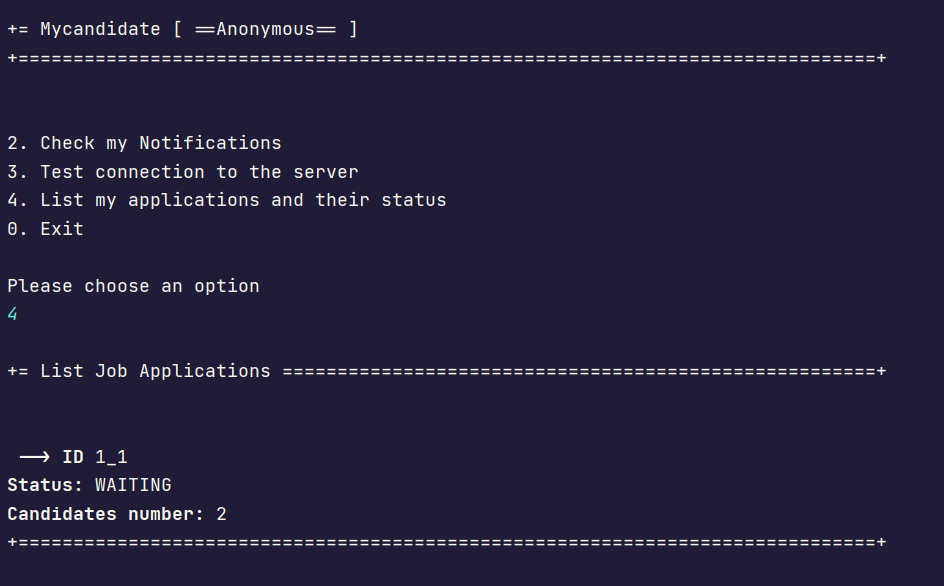 += Mycandidate [ ==Anonymous== ]
+==============================================================================+
2. Check my Notifications
3. Test connection to the server
4. List my applications and their status
0. Exit
Please choose an option
4
+= List Job Applications ======================================================+
--> ID 1_1
Status: WAITING
Candidates number: 2
+==============================================================================+